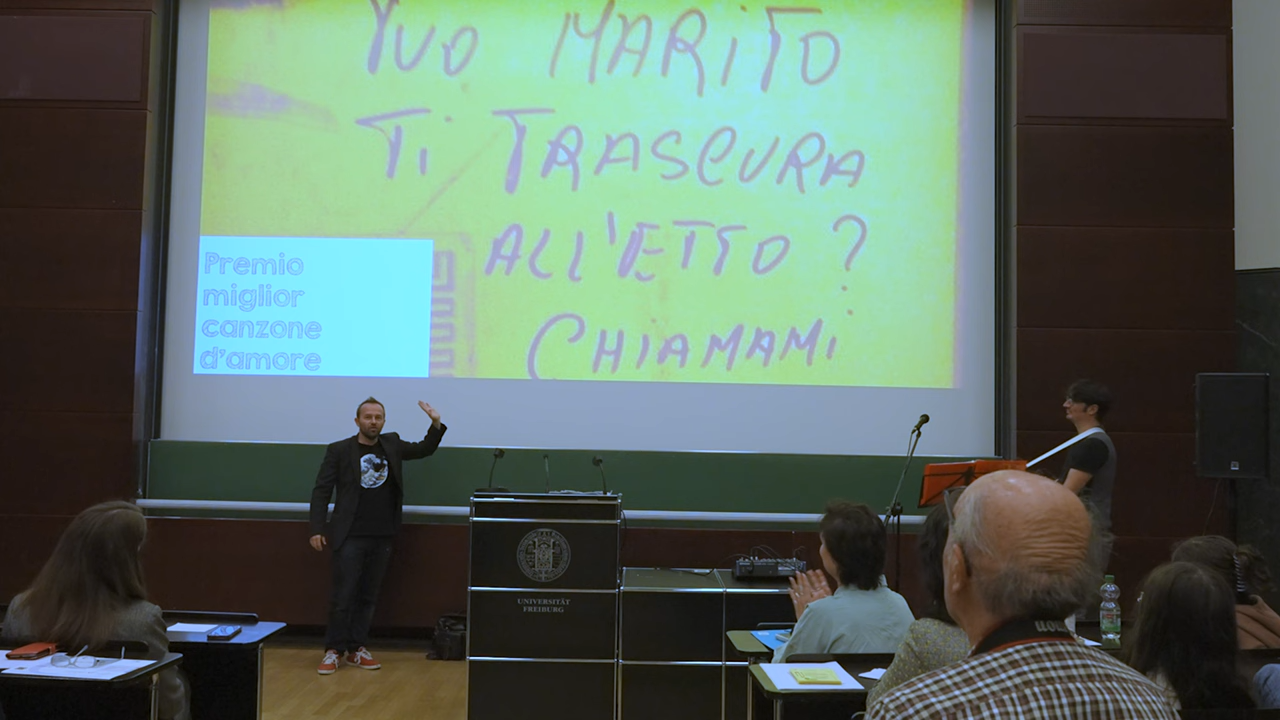 TUO MARITO
TI TRASCURA
ALL'ETTO?
CHIAMAMI
Premio
miglior
canzone
d'amore
UNIVERSITÄT
FREIBURG